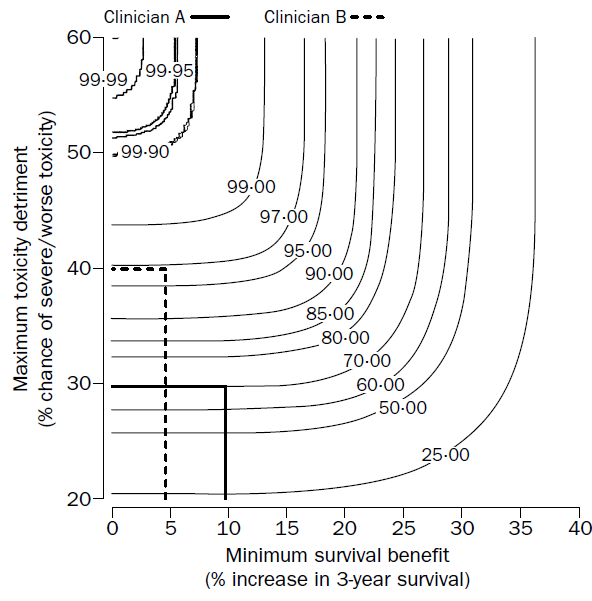 Clinician A Clinician B
60
99·99 99·95
50
99·90
99·00
97·00
95·00
40
90·00
85·00
80·00
70·00
30
60·00
50·00
25·00
20
Maximum toxicity detriment
(% chance of severe/worse toxicity)
0 5 10 15 20 25 30 35 40
Minimum survival benefit
(% increase in 3-year survival)